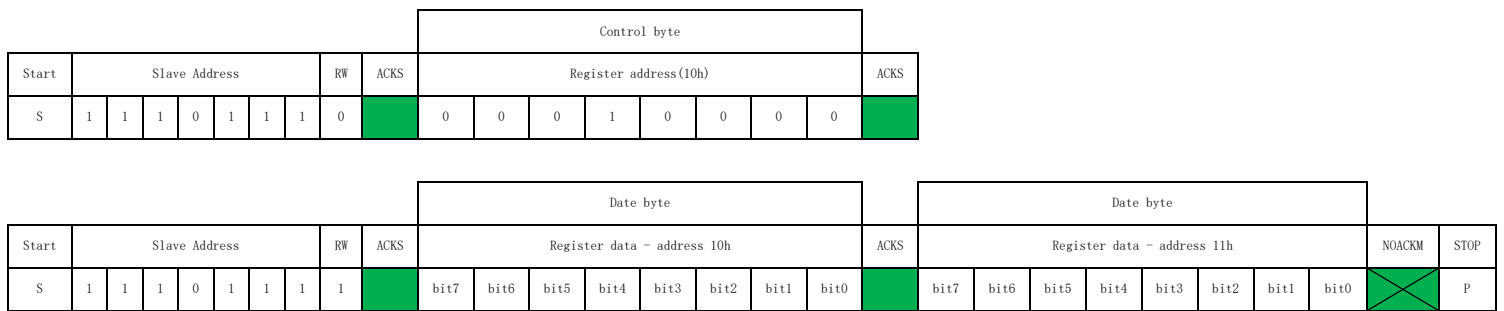 Control byte
Start Slave Address RW ACKS Register address(10h) ACKS
S 1 1 1 0 1 1 1 0 0 0 0 1 0 0 0 0
Date byte Date byte
Start Slave Address RW ACKS Register data - address 10h ACKS Register data - address 11h NOACKM STOP
S 1 1 1 0 1 1 1 1 bit7 bit6 bit5 bit4 bit3 bit2 bit1 bit0 bit7 bit6 bit5 bit4 bit3 bit2 bit1 bit0 P